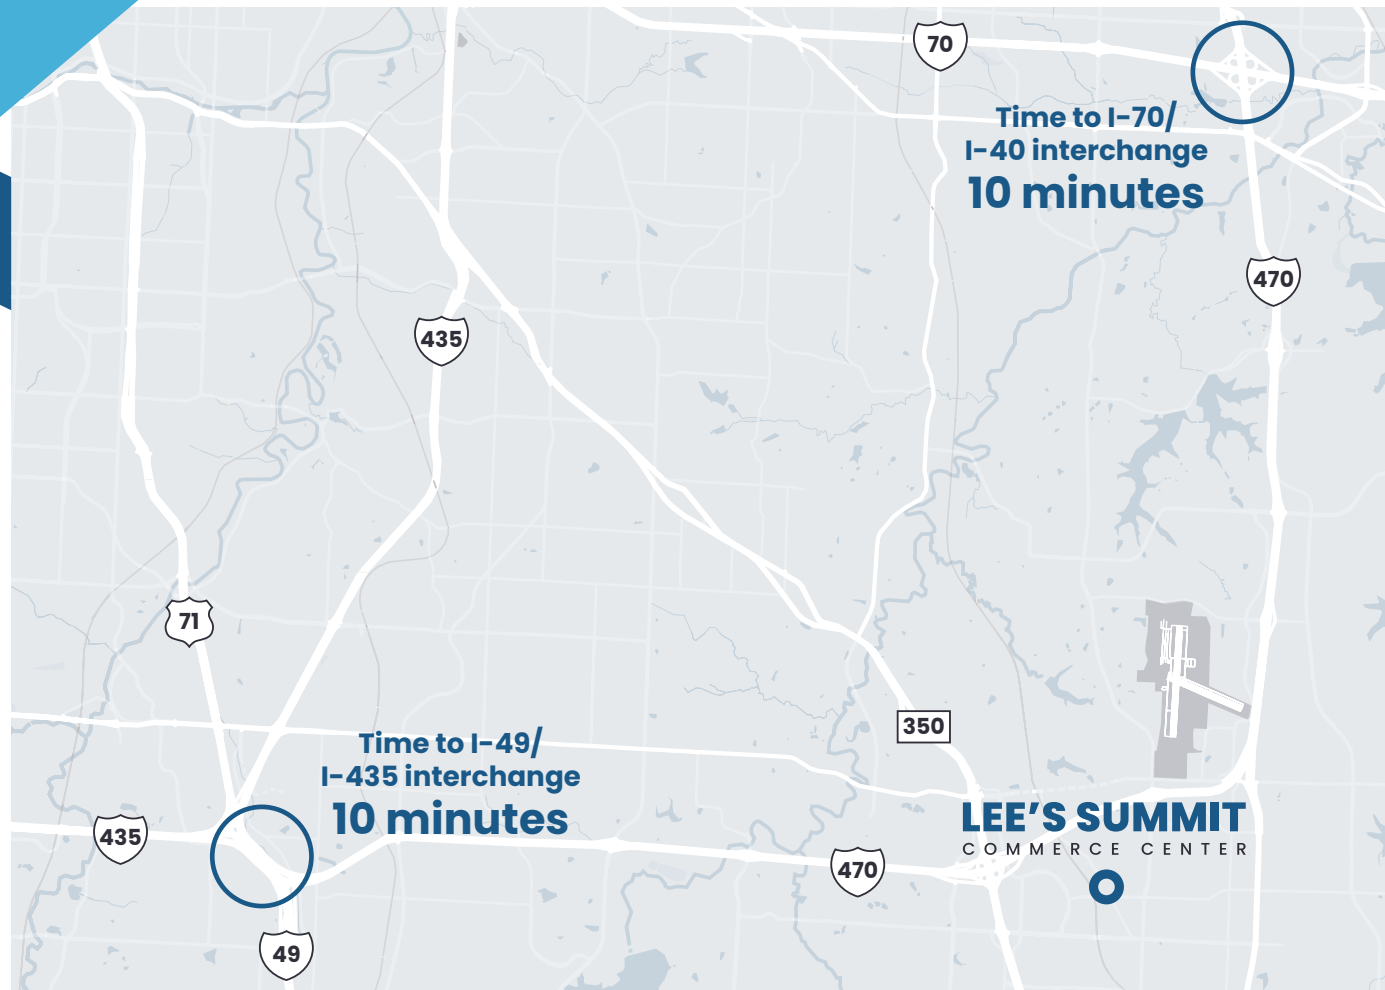 70
Time to I-70/
I-40 interchange
10 minutes
470
435
71
350
Time to I-49/
I-435 interchange
10 minutes
435
LEE'S SUMMIT
COMMERCE CENTER
470
49